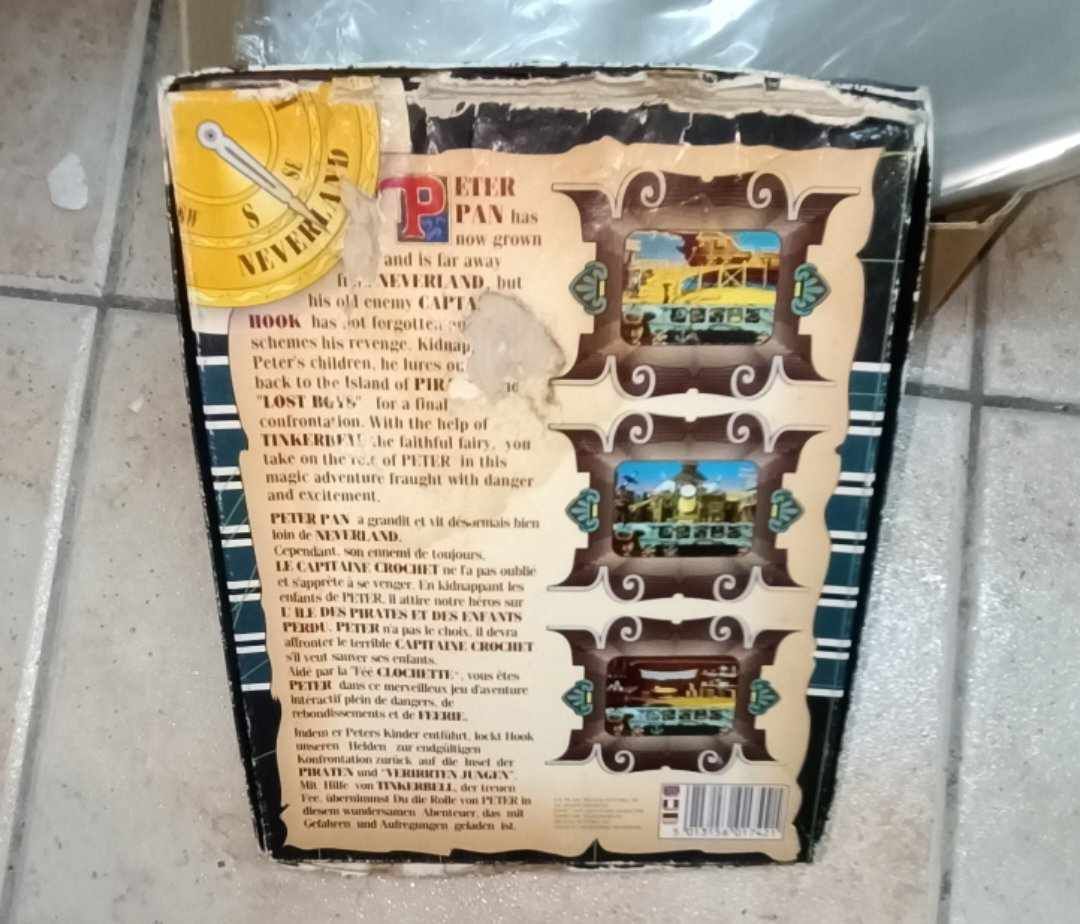 SE
S
SW
NEVERLAND
PETER
PAN has
now grown
and is far away
NEVERLAND, but
his old enemy
HOOK has not forgotten
schemes his revenge. Kidnap
Peter's children, he lures
back to the Island of
"LOST BOYS" for a final
confrontation. With the help of
TINKERBELL the faithful fairy, you
take on the role of PETER in this
magic adventure fraught with danger
and excitement.
PETER PAN a grandit et vit désormais bien
loin de NEVERLAND.
Cependant, son ennemi de toujours,
LE CAPITAINE CROCHET ne l'a pas oublié
et s'apprête à se venger. En kidnappant les
enfants de PETER, il attire notre héros sur
L'ILE DES PIRATES ET DES ENFANTS
PERDU. PETER n'a pas le choix, il devra
affronter le terrible CAPITAINE CROCHET
s'il veut sauver ses enfants.
Aidé par la "Fée CLOCHETTE", vous êtes
PETER dans ce merveilleux jeu d'aventure
interactif plein de dangers, de
rebondissements et de FEERIE.
Indem er Peters Kinder entführt, lockt Hook
unseren Helden zur endgültigen
Konfrontation zurück auf die Insel der
PIRATEN und "VERIRRTEN JUNGEN".
Mit Hilfe von TINKERBELL, der treuen
Fee, übernimmst Du die Rolle von PETER in
diesem wundersamen Abenteuer, das mit
Gefahren und Aufregungen geladen ist.
5 013156 017421